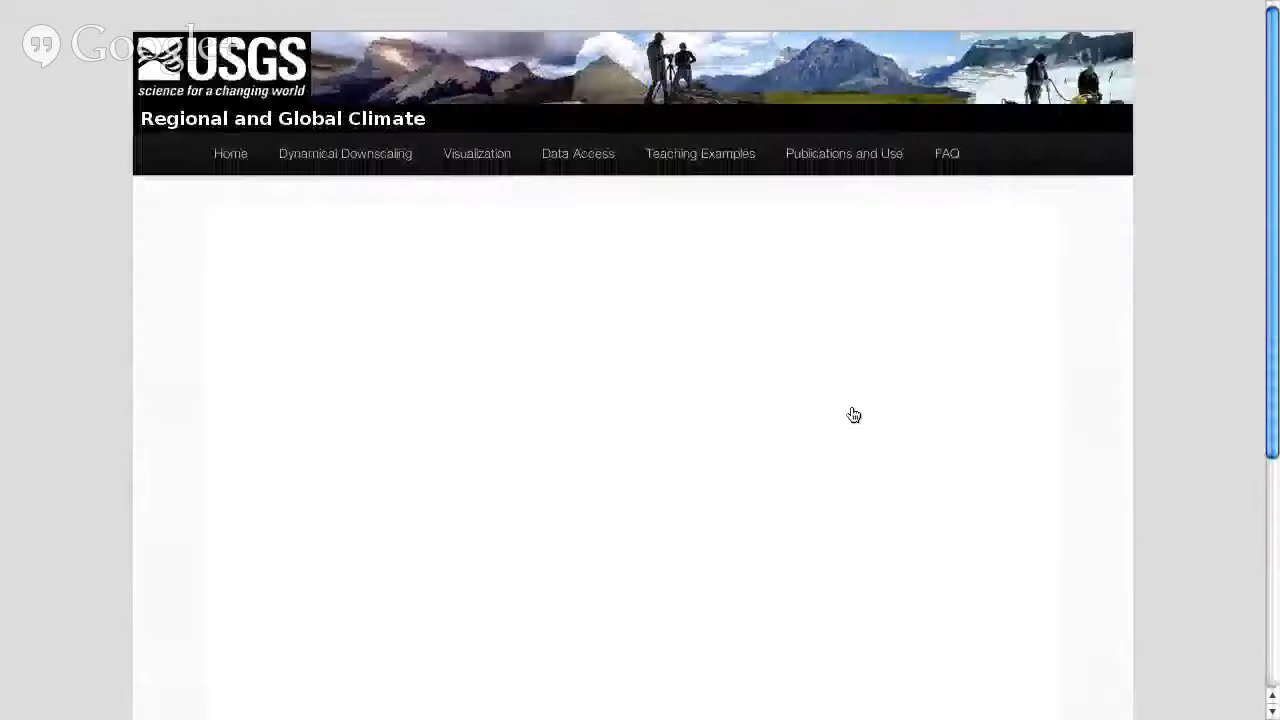 Google+
USGS
science for a changing world
Regional and Global Climate
Home Dynamical Downscaling Visualization Data Access Teaching Examples Publications and Use FAQ